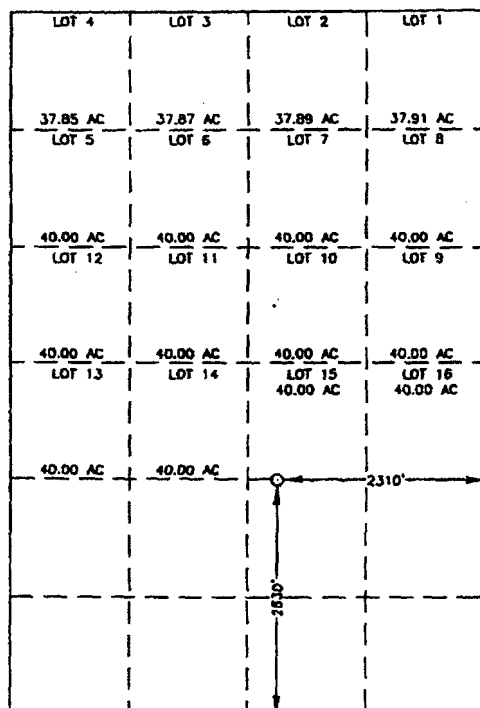 LOT 4 LOT 3 LOT 2 LOT 1
37.85 AC 37.87 AC 37.89 AC 37.91 AC
LOT 5 LOT 6 LOT 7 LOT 8
40.00 AC 40.00 AC 40.00 AC 40.00 AC
LOT 12 LOT 11 LOT 10 LOT 9
40.00 AC 40.00 AC 40.00 AC 40.00 AC
LOT 13 LOT 14 LOT 15 LOT 16
40.00 AC 40.00 AC
40.00 AC 40.00 AC
2310'
2630'